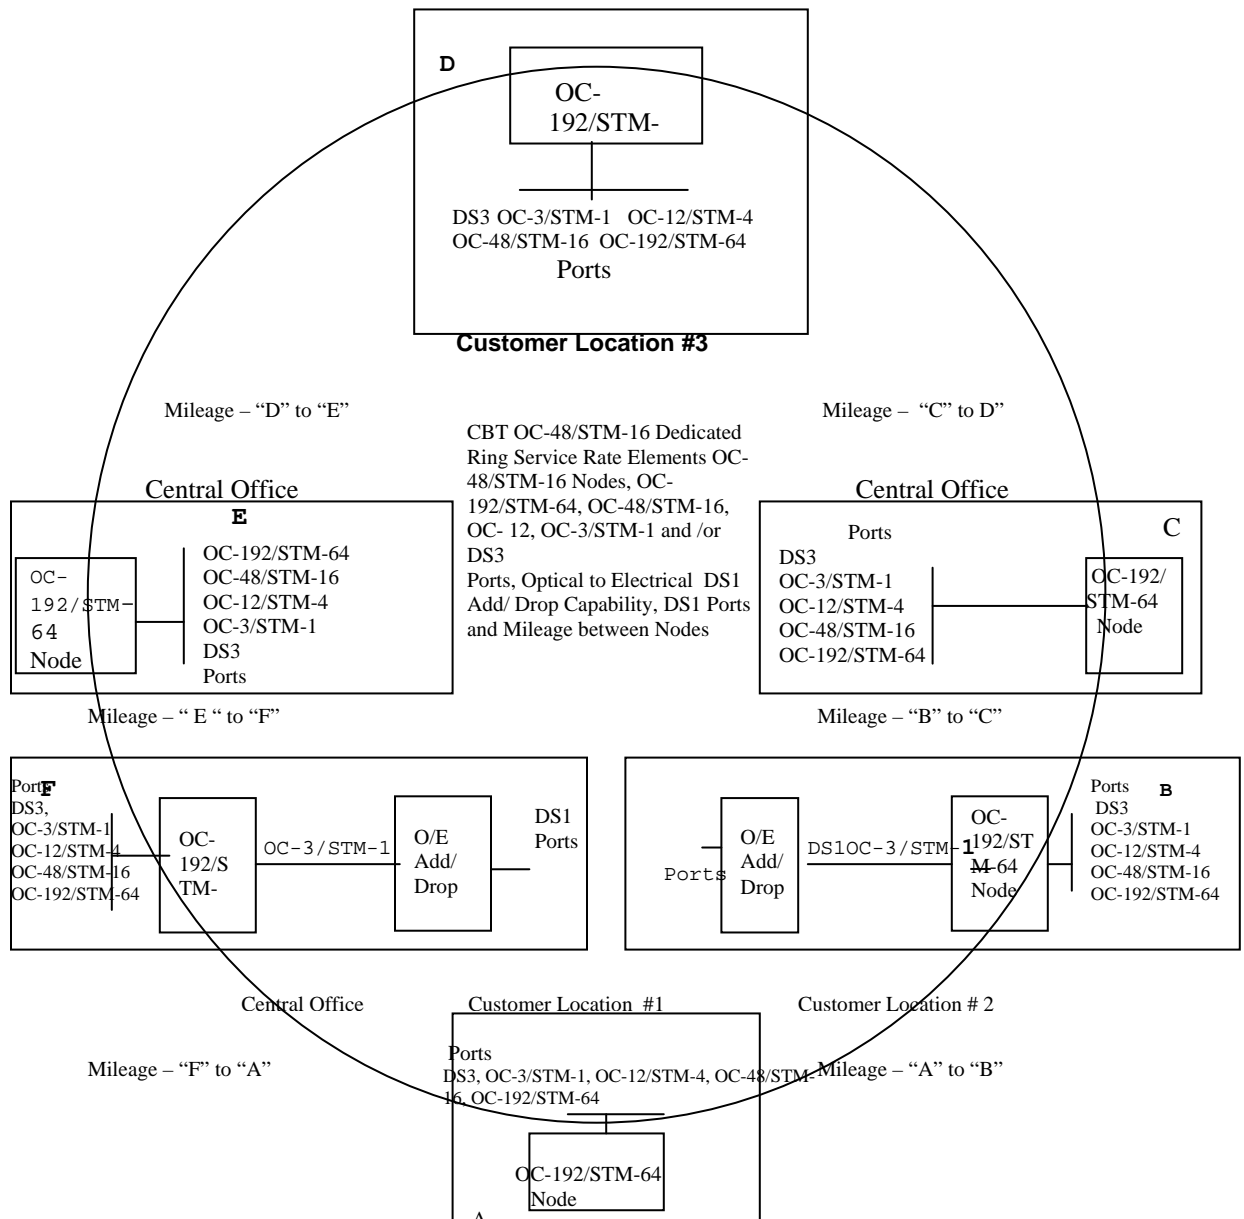 D
OC-
192/STM-
DS3 OC-3/STM-1 OC-12/STM-4
OC-48/STM-16 OC-192/STM-64
Ports
Customer Location #3
Mileage – “D” to “E”
Mileage – “C” to D”
CBT OC-48/STM-16 Dedicated
Ring Service Rate Elements OC-
48/STM-16 Nodes, OC-
192/STM-64, OC-48/STM-16,
OC- 12, OC-3/STM-1 and /or
DS3
Ports, Optical to Electrical DS1
Add/ Drop Capability, DS1 Ports
and Mileage between Nodes
Central Office
E
OC-
192/STM-
64
Node
OC-192/STM-64
OC-48/STM-16
OC-12/STM-4
OC-3/STM-1
DS3
Ports
Central Office
C
Ports
DS3
OC-3/STM-1
OC-12/STM-4
OC-48/STM-16
OC-192/STM-64
OC-192/
STM-64
Node
Mileage – “ E “ to “F”
Mileage – “B” to “C”
Ports
F
DS3,
OC-3/STM-1
OC-12/STM-4
OC-48/STM-16
OC-192/STM-64
OC-
192/S
TM-
OC-3/STM-1
O/E
Add/
Drop
DS1
Ports
Ports
O/E
Add/
Drop
DS1OC-3/STM-1
OC-
192/ST
M-64
Node
Ports
B
DS3
OC-3/STM-1
OC-12/STM-4
OC-48/STM-16
OC-192/STM-64
Central Office
Customer Location #1
Customer Location # 2
Mileage – “F” to “A”
Mileage – “A” to “B”
Ports
DS3, OC-3/STM-1, OC-12/STM-4, OC-48/STM-
16, OC-192/STM-64
OC-192/STM-64
Node
A